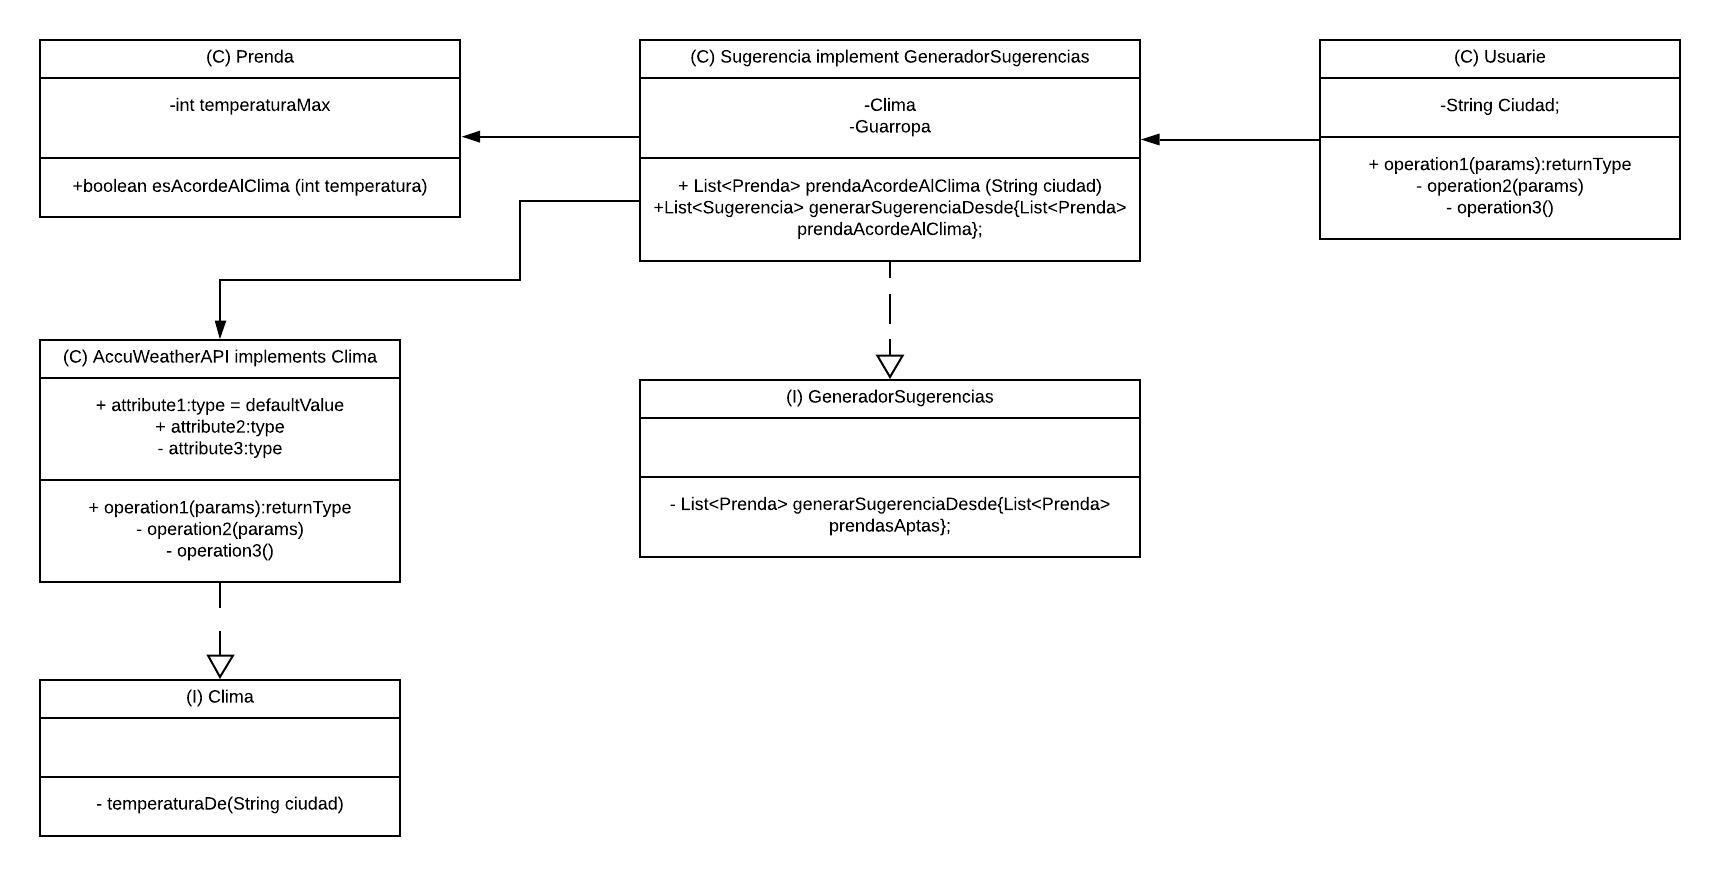 (C) Prenda
-int temperaturaMax
+boolean esAcordeAlClima (int temperatura)
(C) Sugerencia implement GeneradorSugerencias
-Clima
-Guarropa
+ List<Prenda> prendaAcordeAlClima (String ciudad)
+List<Sugerencia> generarSugerenciaDesde{List<Prenda>
prendaAcordeAlClima};
(C) Usuarie
-String Ciudad;
+ operation1(params):returnType
- operation2(params)
- operation3()
(C) AccuWeatherAPI implements Clima
+ attribute1:type = defaultValue
+ attribute2:type
- attribute3:type
+ operation1(params):returnType
- operation2(params)
- operation3()
(I) GeneradorSugerencias
- List<Prenda> generarSugerenciaDesde{List<Prenda>
prendasAptas};
(I) Clima
- temperaturaDe(String ciudad)